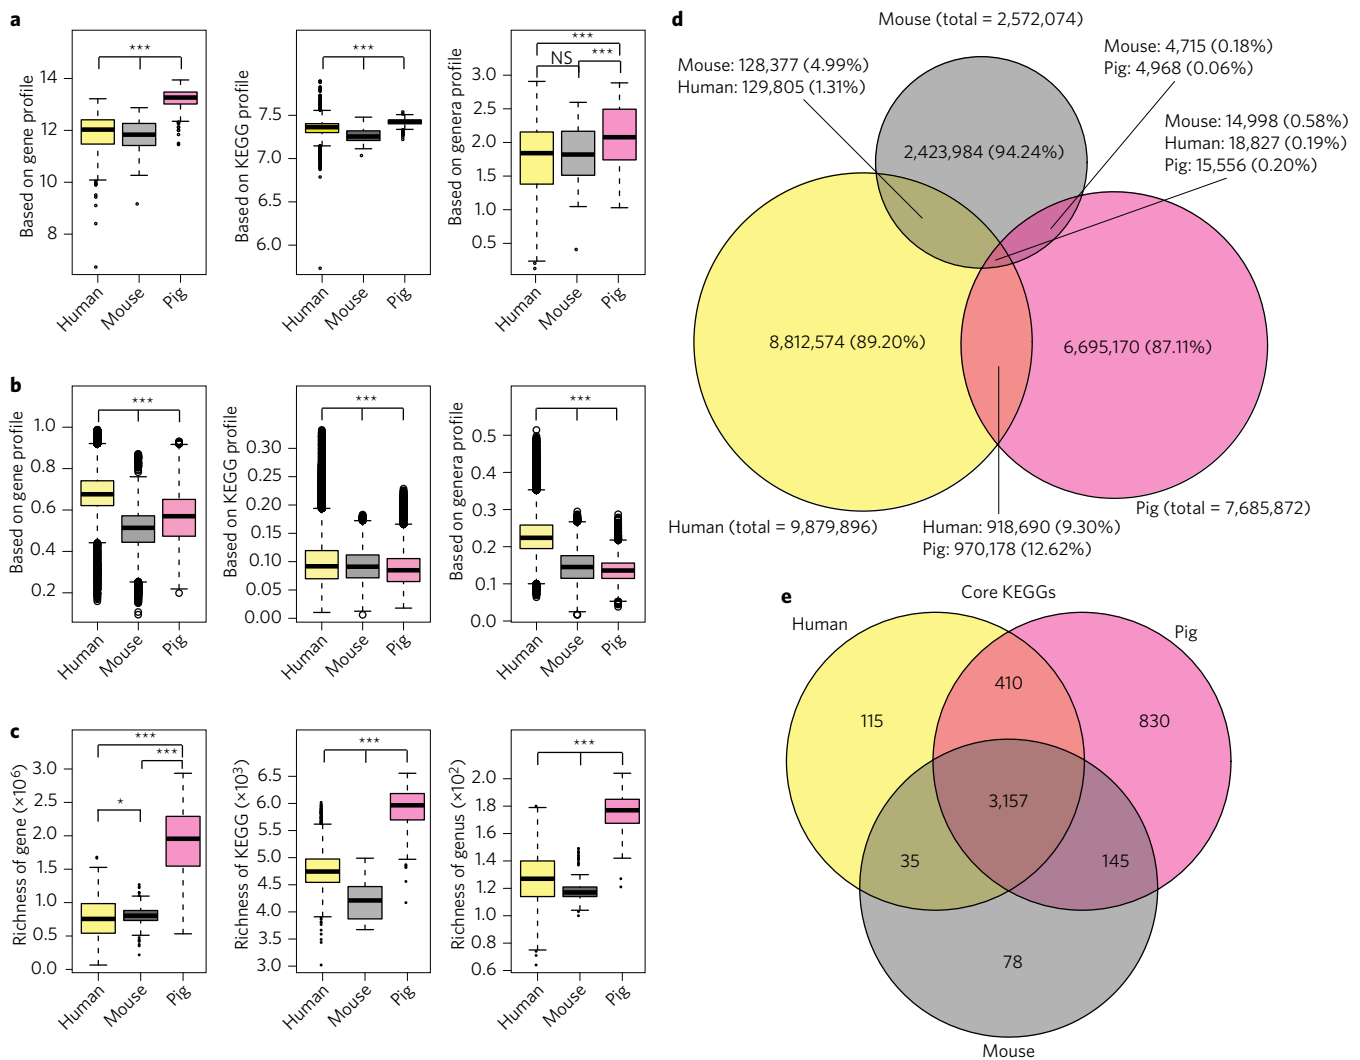 a
Based on gene profile
14
12
10
8
***
Human
Mouse
Pig
Based on KEGG profile
7.5
7.0
6.5
6.0
***
Human
Mouse
Pig
Based on genera profile
3.0
2.5
2.0
1.5
1.0
0.5
***
NS
***
Human
Mouse
Pig
b
Based on gene profile
1.0
0.8
0.6
0.4
0.2
***
Human
Mouse
Pig
Based on KEGG profile
0.30
0.25
0.20
0.15
0.10
0.05
0.00
***
Human
Mouse
Pig
Based on genera profile
0.5
0.4
0.3
0.2
0.1
0.0
***
Human
Mouse
Pig
c
Richness of gene (×10⁶)
3.0
2.5
2.0
1.5
1.0
0.5
0.0
***
***
*
Human
Mouse
Pig
Richness of KEGG (×10³)
6.5
6.0
5.5
5.0
4.5
4.0
3.5
3.0
***
Human
Mouse
Pig
Richness of genus (×10²)
2.0
1.8
1.6
1.4
1.2
1.0
0.8
0.6
***
Human
Mouse
Pig
d
Mouse (total = 2,572,074)
Mouse: 128,377 (4.99%)
Human: 129,805 (1.31%)
Mouse: 4,715 (0.18%)
Pig: 4,968 (0.06%)
Mouse: 14,998 (0.58%)
Human: 18,827 (0.19%)
Pig: 15,556 (0.20%)
2,423,984 (94.24%)
8,812,574 (89.20%)
6,695,170 (87.11%)
Human (total = 9,879,896)
Pig (total = 7,685,872)
Human: 918,690 (9.30%)
Pig: 970,178 (12.62%)
e
Core KEGGs
Human
Pig
410
115
830
3,157
35
145
78
Mouse